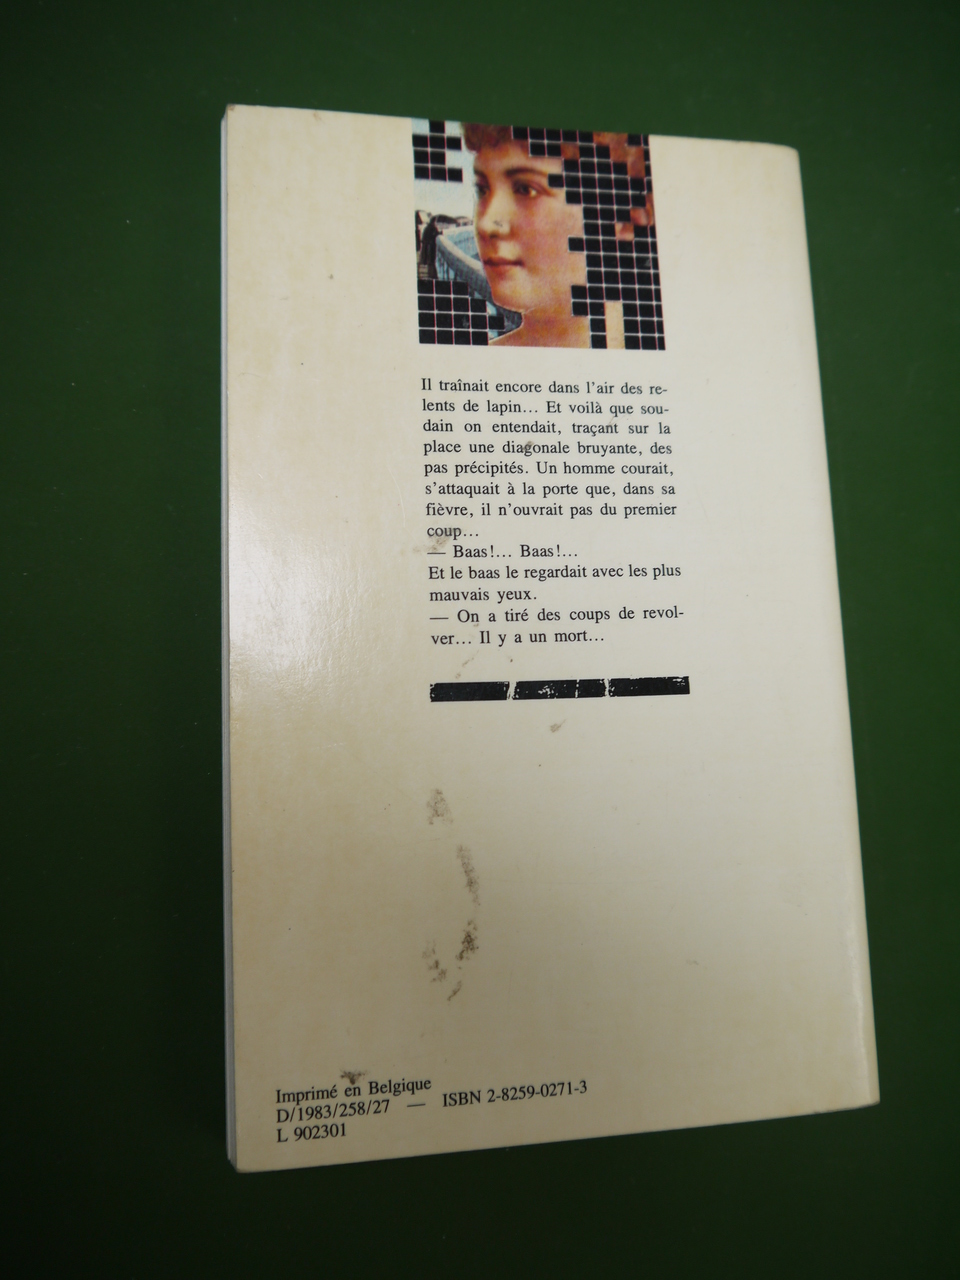 Il traînait encore dans l'air des re-
lents de lapin... Et voilà que sou-
dain on entendait, traçant sur la
place une diagonale bruyante, des
pas précipités. Un homme courait,
s'attaquait à la porte que, dans sa
fièvre, il n'ouvrait pas du premier
coup...
— Baas!... Baas!...
Et le baas le regardait avec les plus
mauvais yeux.
— On a tiré des coups de revol-
ver... Il y a un mort...
Imprimé en Belgique
D/1983/258/27 — ISBN 2-8259-0271-3
L 902301